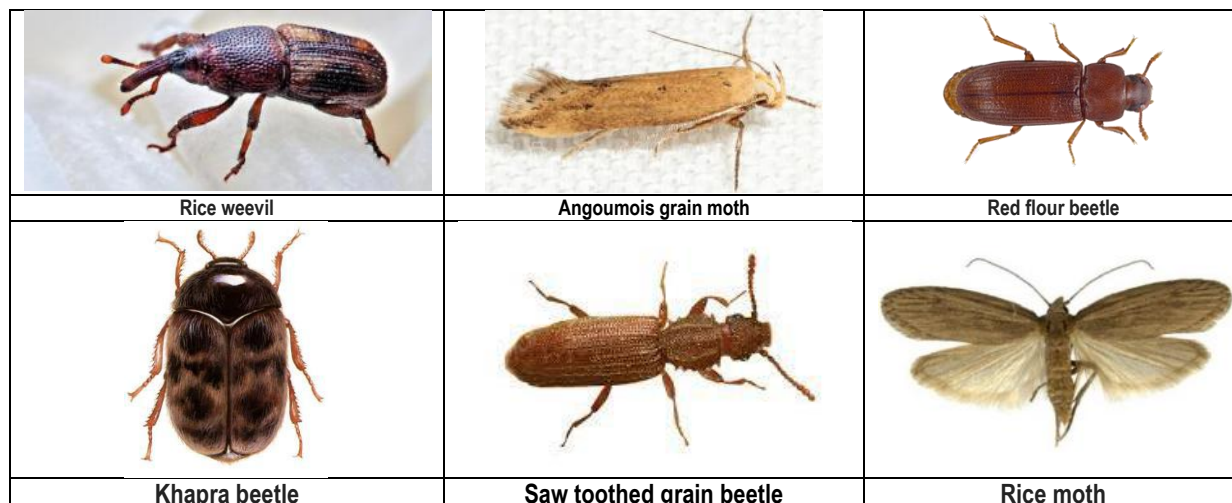 Rice weevil
Angoumois grain moth
Red flour beetle
Khapra beetle
Saw toothed grain beetle
Rice moth